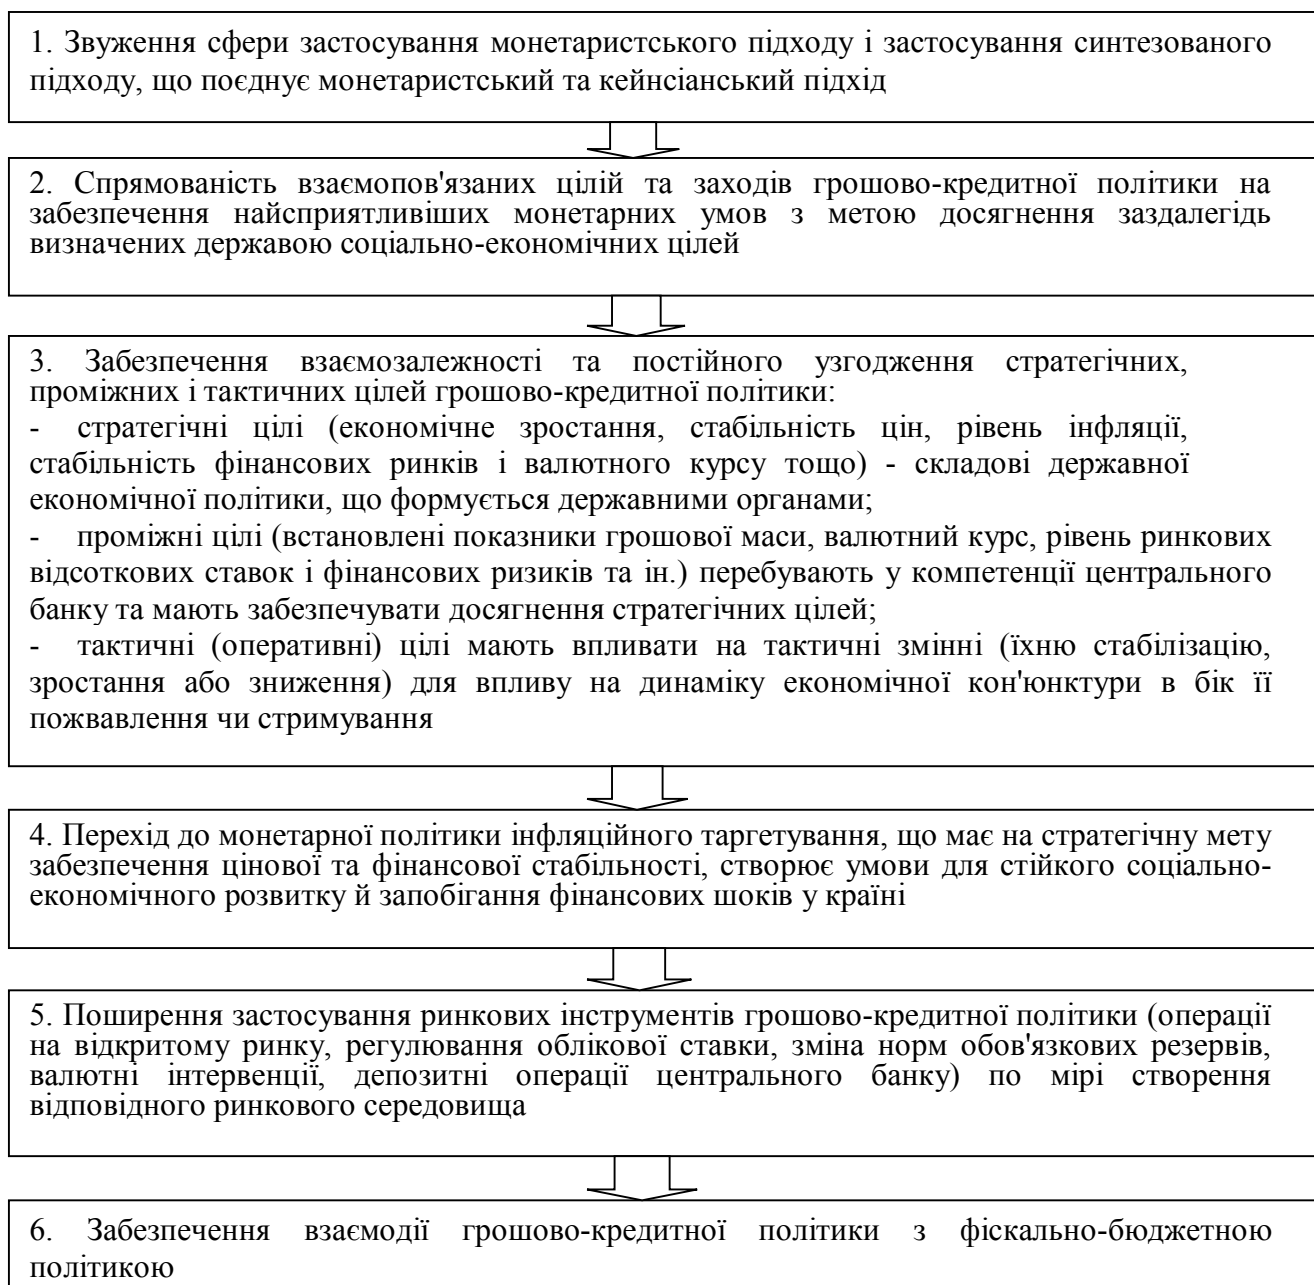 1. Звуження сфери застосування монетаристського підходу і застосування синтезованого
підходу, що поєднує монетаристський та кейнсіанський підхід
2. Спрямованість взаємопов'язаних цілій та заходів грошово-кредитної політики на
забезпечення найсприятливіших монетарних умов з метою досягнення заздалегідь
визначених державою соціально-економічних цілей
3. Забезпечення взаємозалежності та постійного узгодження стратегічних,
проміжних і тактичних цілей грошово-кредитної політики:
- стратегічні цілі (економічне зростання, стабільність цін, рівень інфляції,
стабільність фінансових ринків і валютного курсу тощо) - складові державної
економічної політики, що формується державними органами;
- проміжні цілі (встановлені показники грошової маси, валютний курс, рівень ринкових
відсоткових ставок і фінансових ризиків та ін.) перебувають у компетенції центрального
банку та мають забезпечувати досягнення стратегічних цілей;
- тактичні (оперативні) цілі мають впливати на тактичні змінні (їхню стабілізацію,
зростання або зниження) для впливу на динаміку економічної кон'юнктури в бік її
пожвавлення чи стримування
4. Перехід до монетарної політики інфляційного таргетування, що має на стратегічну мету
забезпечення цінової та фінансової стабільності, створює умови для стійкого соціально-
економічного розвитку й запобігання фінансових шоків у країні
5. Поширення застосування ринкових інструментів грошово-кредитної політики (операції
на відкритому ринку, регулювання облікової ставки, зміна норм обов'язкових резервів,
валютні інтервенції, депозитні операції центрального банку) по мірі створення
відповідного ринкового середовища
6. Забезпечення взаємодії грошово-кредитної політики з фіскально-бюджетною
політикою